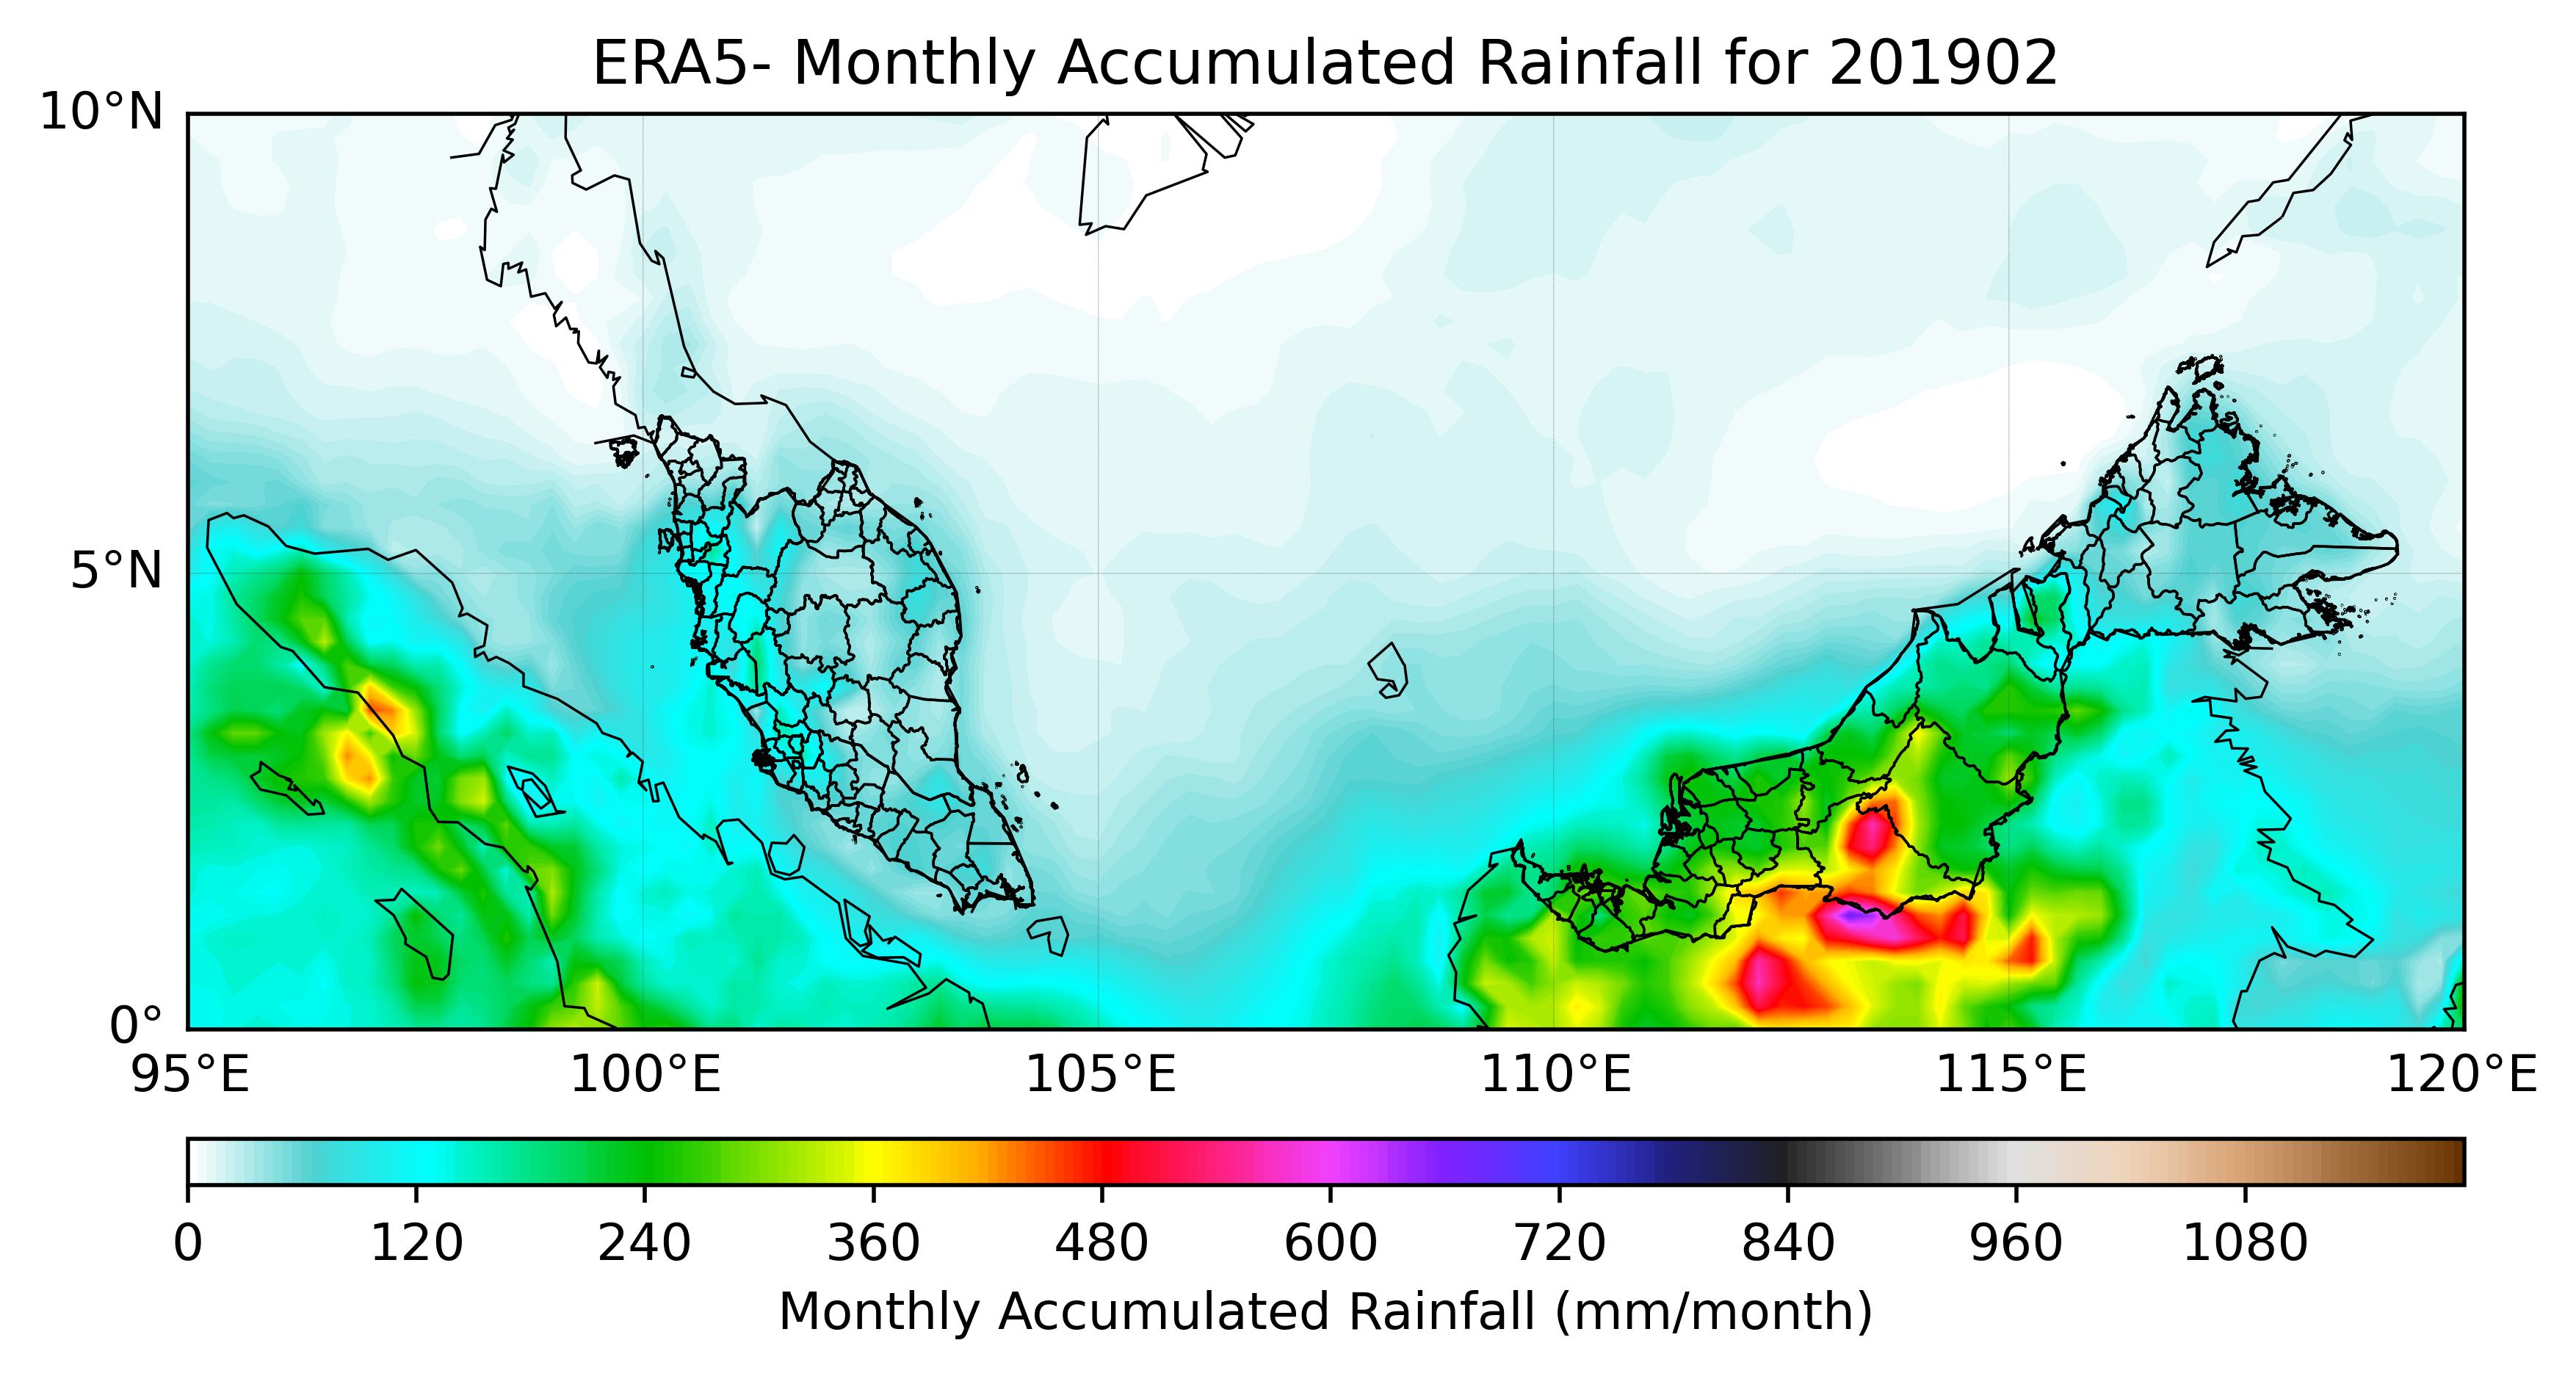 ERA5- Monthly Accumulated Rainfall for 201902
10°N
5°N
0°
95°E 100°E 105°E 110°E 115°E 120°E
0 120 240 360 480 600 720 840 960 1080
Monthly Accumulated Rainfall (mm/month)